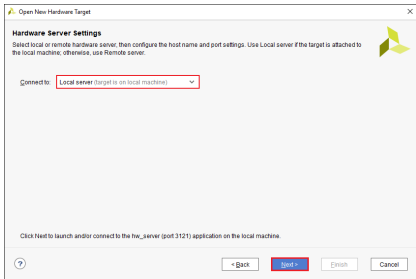 Open New Hardware Target
Hardware Server Settings
Select local or remote hardware server, then configure the host name and port settings. Use Local server if the target is attached to
the local machine; otherwise, use Remote server.
Connect to: Local server (target is on local machine)
Click Next to launch and/or connect to the hw_server (port 3121) application on the local machine.
? < Back Next > Finish Cancel